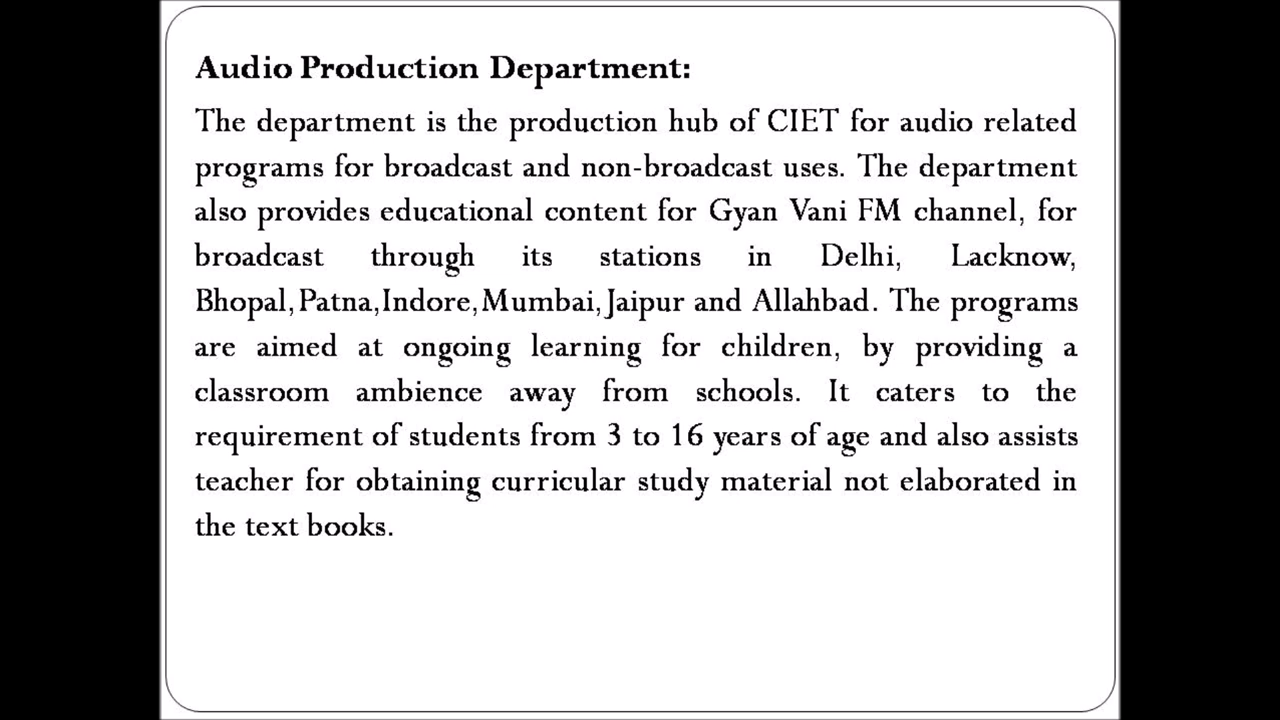 Audio Production Department:
The department is the production hub of CIET for audio related
programs for broadcast and non-broadcast uses. The department
also provides educational content for Gyan Vani FM channel, for
broadcast through its stations in Delhi, Lacknow,
Bhopal,Patna,Indore,Mumbai,Jaipur and Allahbad. The programs
are aimed at ongoing learning for children, by providing a
classroom ambience away from schools. It caters to the
requirement of students from 3 to 16 years of age and also assists
teacher for obtaining curricular study material not elaborated in
the text books.